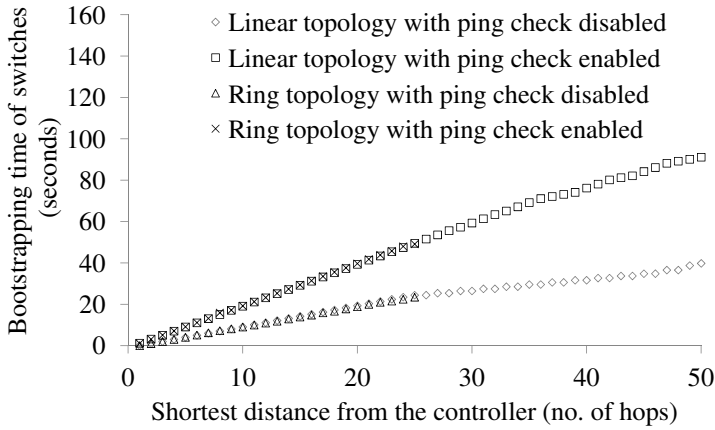 160
140
120
100
80
60
40
20
0
Bootstrapping time of switches
(seconds)
Linear topology with ping check disabled
Linear topology with ping check enabled
Ring topology with ping check disabled
Ring topology with ping check enabled
0 10 20 30 40 50
Shortest distance from the controller (no. of hops)